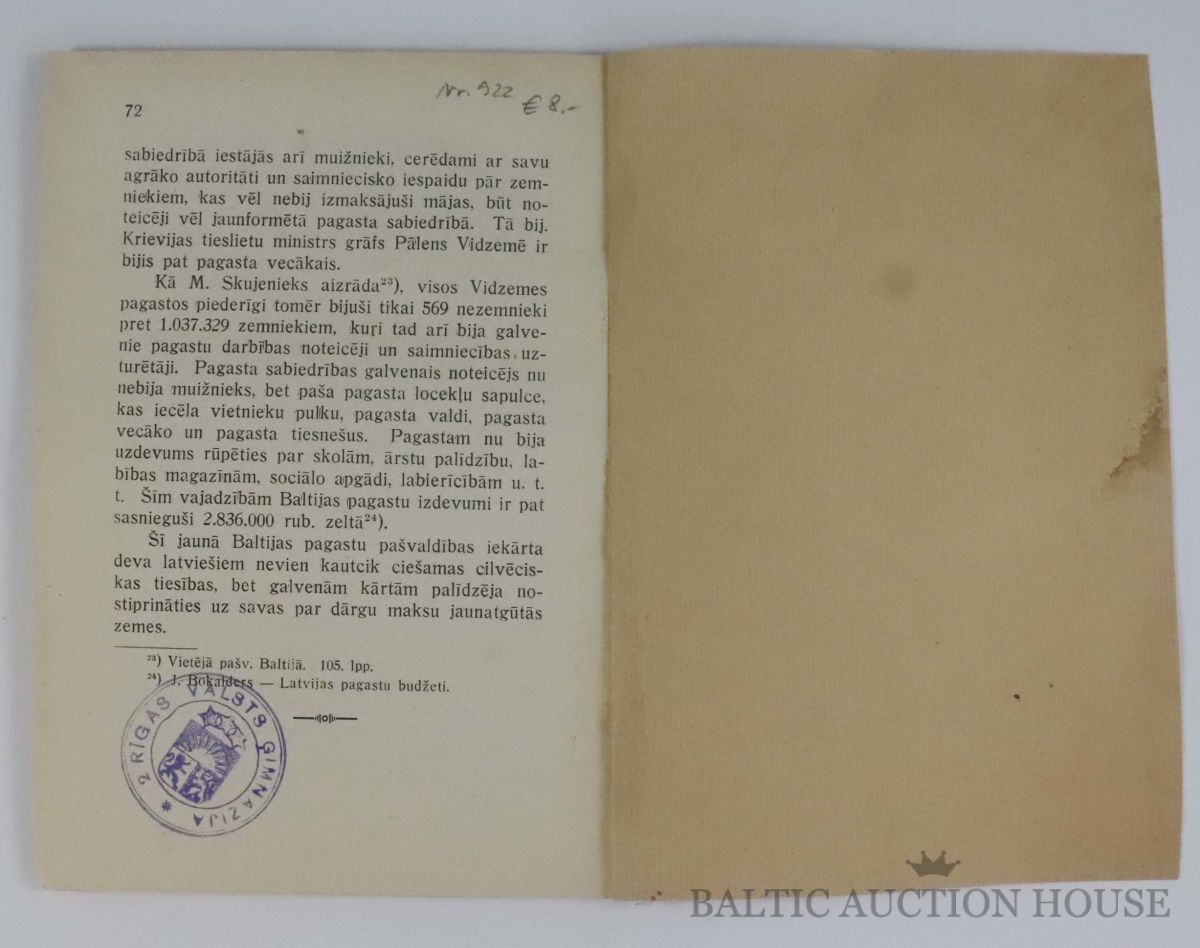 72
Nr. 922
€ 8.-
sabiedrībā iestājās arī muižnieki, cerēdami ar savu
agrāko autoritāti un saimniecisko iespaidu pār zem-
niekiem, kas vēl nebij izmaksājuši mājas, būt no-
teicēji vēl jaunformētā pagasta sabiedrībā. Tā bij.
Krievijas tieslietu ministrs grāfs Pālens Vidzemē ir
bijis pat pagasta vecākais.
Kā M. Skujenieks aizrāda²³), visos Vidzemes
pagastos piederīgi tomēr bijuši tikai 569 nezemnieki
pret 1.037.329 zemniekiem, kuŗi tad arī bija galve-
nie pagastu darbības noteicēji un saimniecības uz-
turētāji. Pagasta sabiedrības galvenais noteicējs nu
nebija muižnieks, bet paša pagasta locekļu sapulce,
kas iecēla vietnieku pulku, pagasta valdi, pagasta
vecāko un pagasta tiesnešus. Pagastam nu bija
uzdevums rūpēties par skolām, ārstu palīdzību, la-
bības magazīnām, sociālo apgādi, labierīcībām u. t.
t. Šīm vajadzībām Baltijas pagastu izdevumi ir pat
sasnieguši 2.836.000 rub. zeltā²⁴).
Šī jaunā Baltijas pagastu pašvaldības iekārta
deva latviešiem nevien kautcik ciešamas cilvēcis-
kas tiesības, bet galvenām kārtām palīdzēja no-
stiprināties uz savas par dārgu maksu jaunatgūtās
zemes.
²³) Vietējā pašv. Baltijā. 105. lpp.
²⁴) J. Bokalders — Latvijas pagastu budžeti.
2 RĪGAS VALSTS ĢIMNAZIJA *
BALTIC AUCTION HOUSE